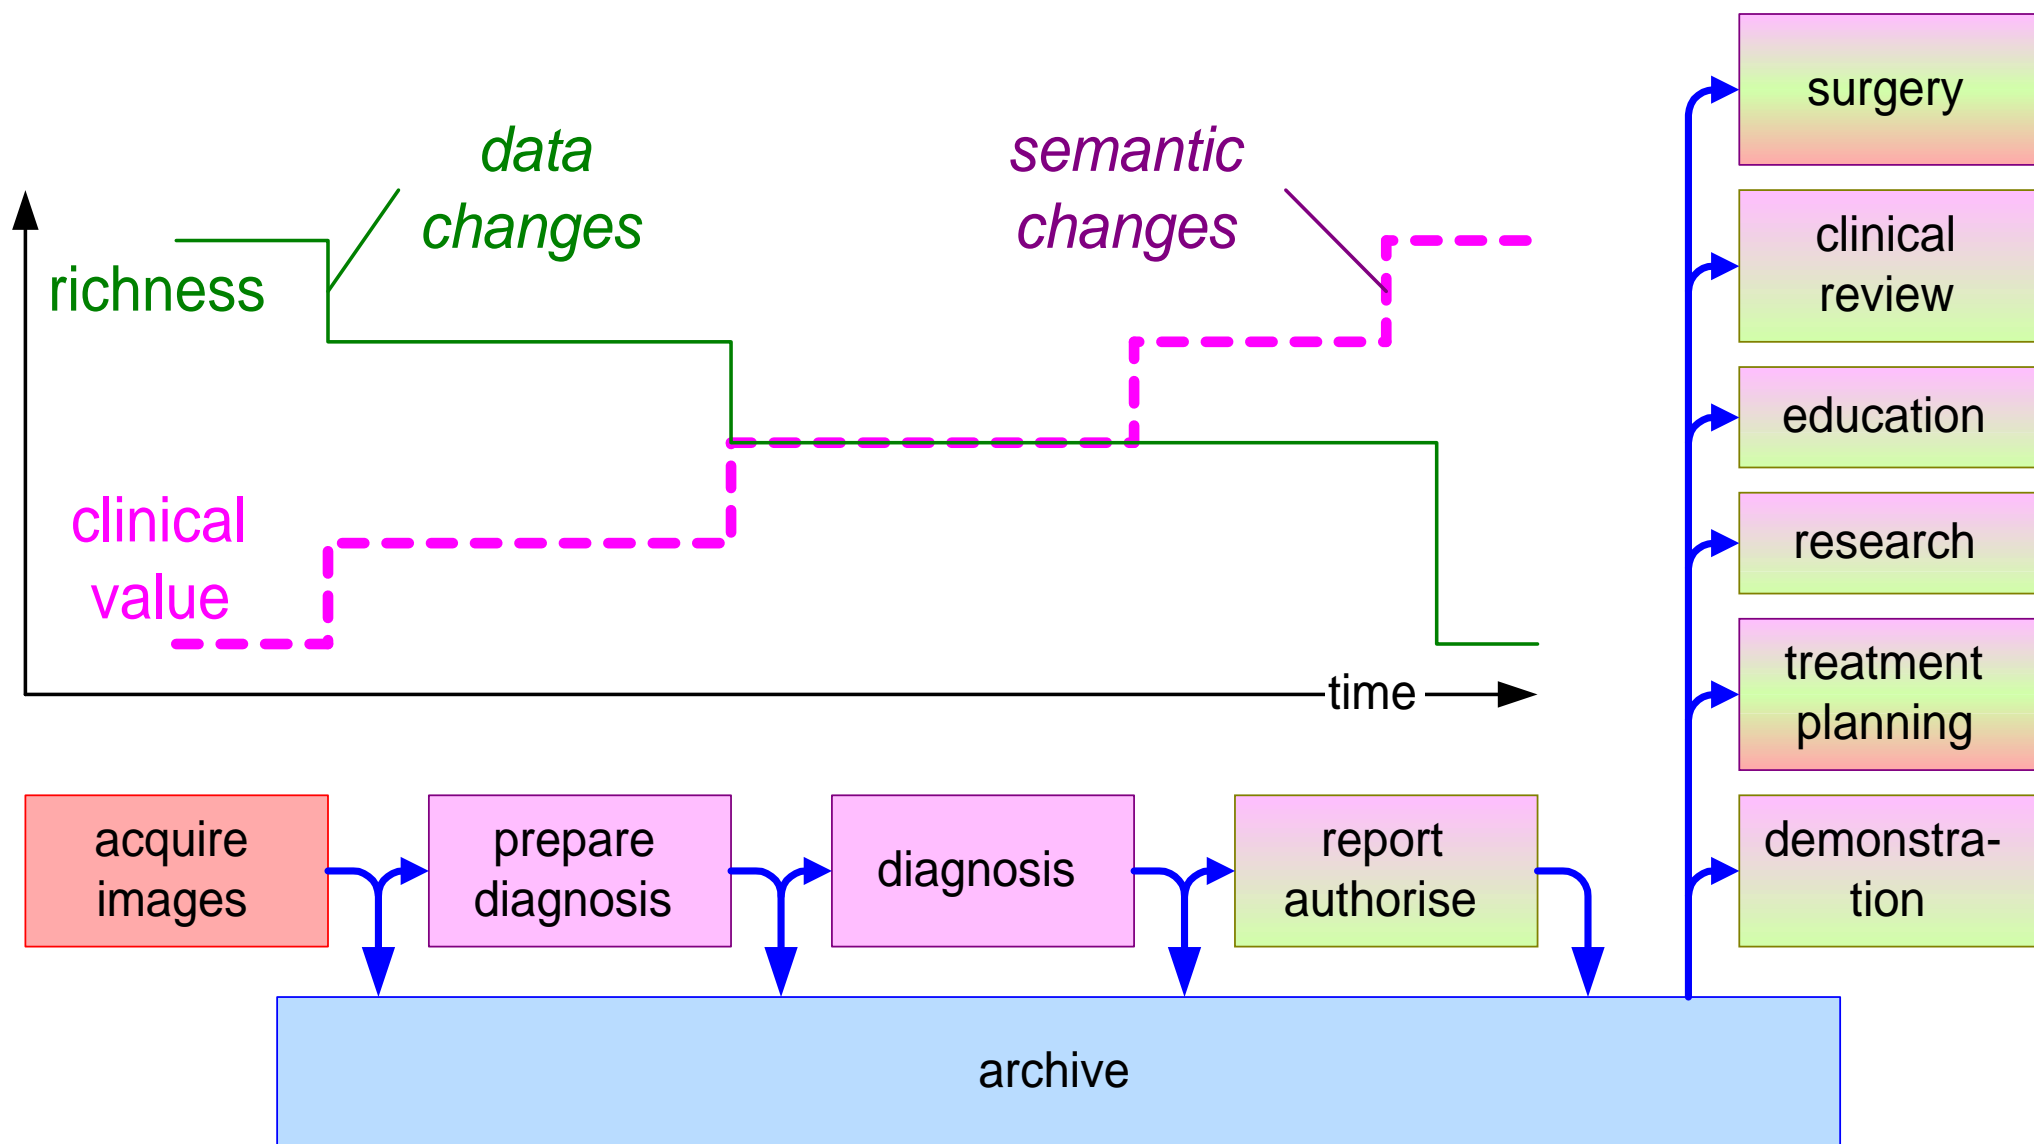 data
changes
semantic
changes
richness
clinical
value
time
acquire
images
prepare
diagnosis
diagnosis
report
authorise
archive
surgery
clinical
review
education
research
treatment
planning
demonstra-
tion